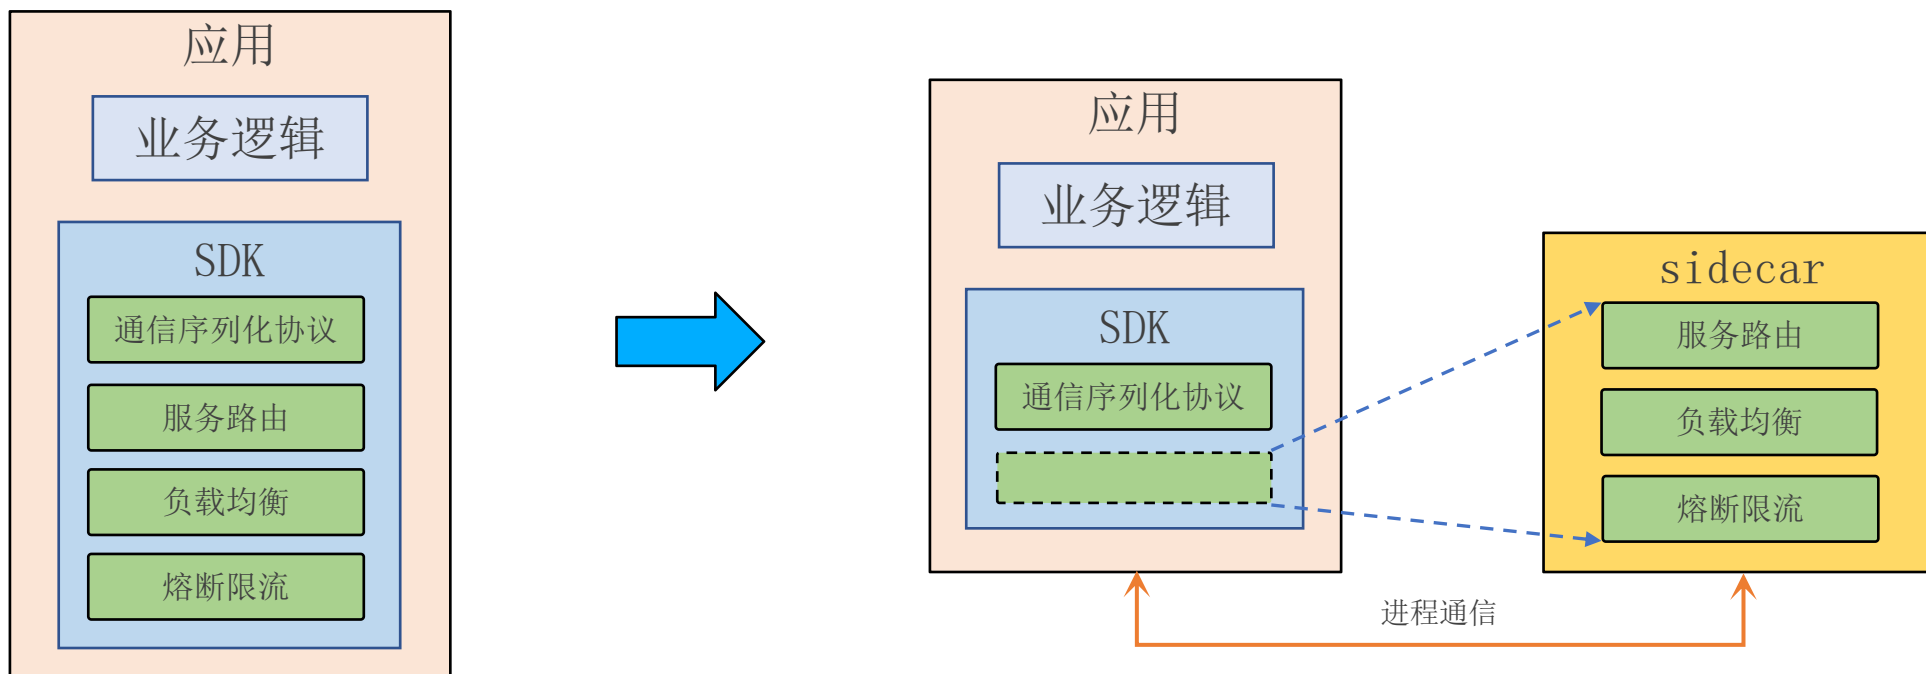 应用
业务逻辑
SDK
通信序列化协议
服务路由
负载均衡
熔断限流
应用
业务逻辑
SDK
通信序列化协议
sidecar
服务路由
负载均衡
熔断限流
进程通信